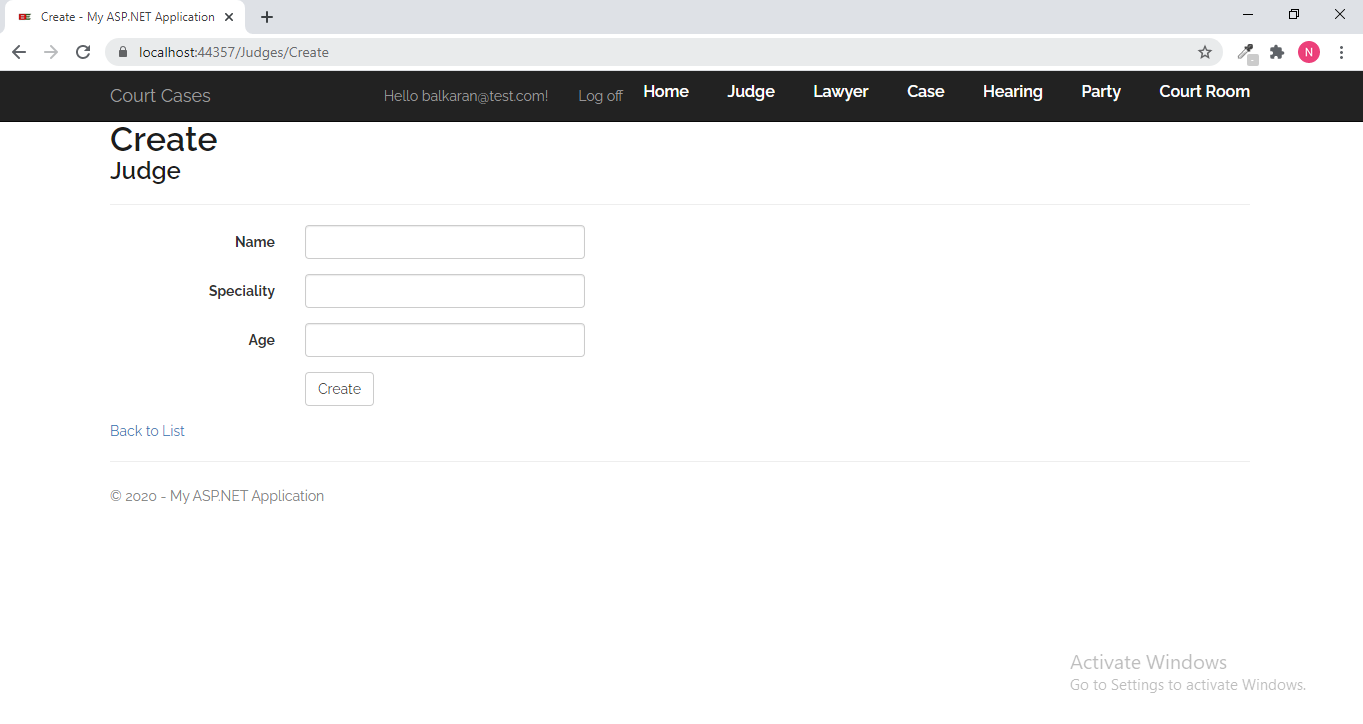 Create - My ASP.NET Application
localhost:44357/Judges/Create
N
Court Cases Hello balkaran@test.com! Log off Home Judge Lawyer Case Hearing Party Court Room
Create
Judge
Name
Speciality
Age
Create
Back to List
© 2020 - My ASP.NET Application
Activate Windows
Go to Settings to activate Windows.